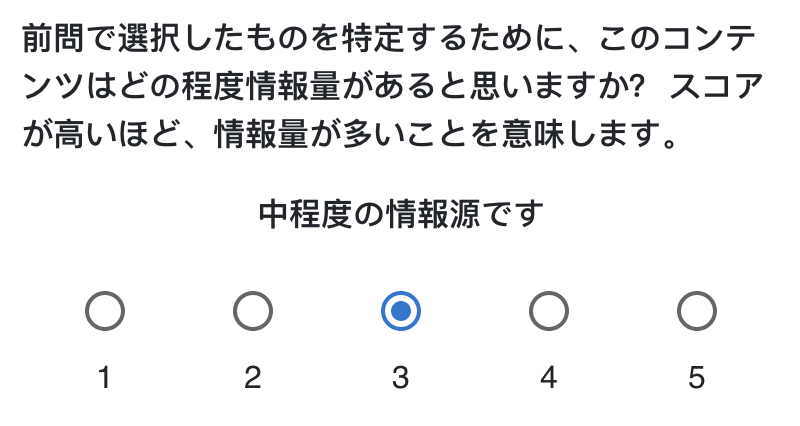 前問で選択したものを特定するために、このコンテ
ンツはどの程度情報量があると思いますか? スコア
が高いほど、情報量が多いことを意味します。
中程度の情報源です
1 2 3 4 5